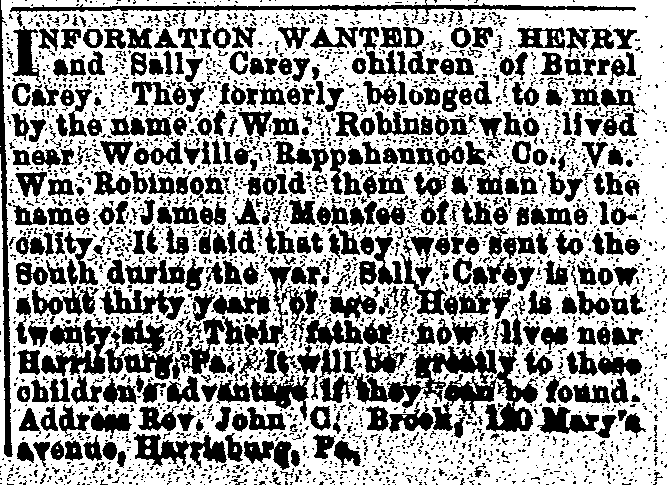 INFORMATION WANTED OF HENRY
and Sally Carey, children of Burrel
Carey. They formerly belonged to a man
by the name of Wm. Robinson who lived
near Woodville, Rappahannock Co., Va.
Wm. Robinson sold them to a man by the
name of James A. Menafee of the same lo-
cality. It is said that they were sent to the
South during the war. Sally Carey is now
about thirty years of age. Henry is about
twenty-six. Their father now lives near
Harrisburg, Pa. It will be greatly to these
children's advantage if they can be found.
Address Rev. John C. Brock, 120 Mary's
avenue, Harrisburg, Pa.